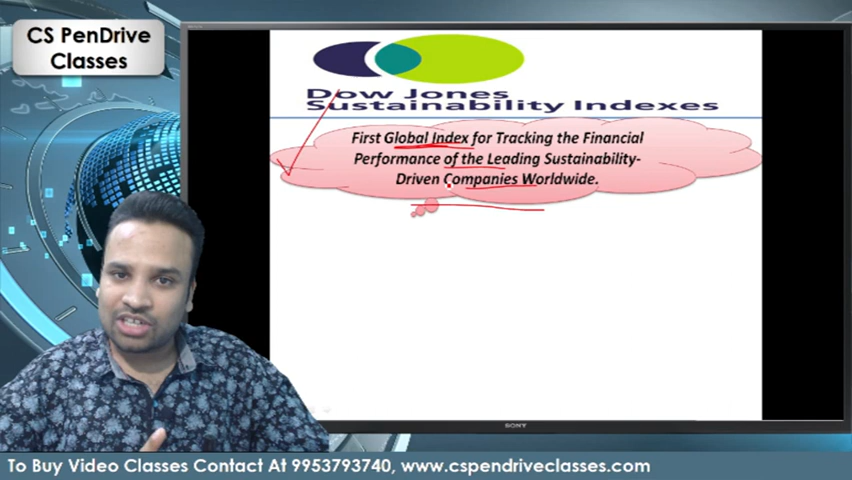 CS PenDrive
Classes
Dow Jones
Sustainability Indexes
First Global Index for Tracking the Financial
Performance of the Leading Sustainability-
Driven Companies Worldwide.
SONY
To Buy Video Classes Contact At 9953793740, www.cspendriveclasses.com